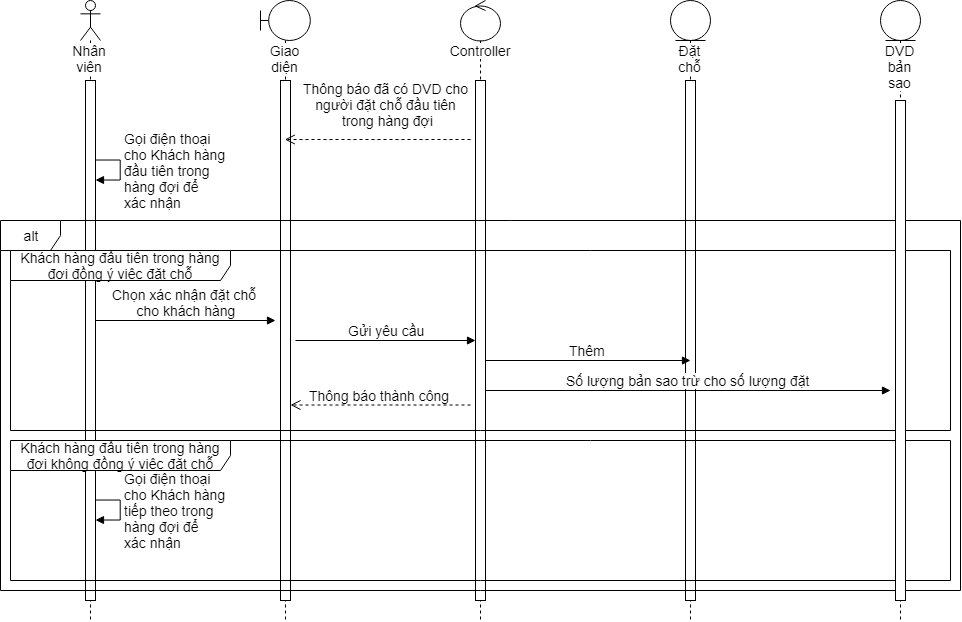 Nhân
viên
Giao
diện
Controller
Đặt
chỗ
DVD
bản
sao
Thông báo đã có DVD cho
người đặt chỗ đầu tiên
trong hàng đợi
Gọi điện thoại
cho Khách hàng
đầu tiên trong
hàng đợi để
xác nhận
alt
Khách hàng đầu tiên trong hàng
đơi đồng ý việc đặt chỗ
Chọn xác nhận đặt chỗ
cho khách hàng
Gửi yêu cầu
Thêm
Số lượng bản sao trừ cho số lượng đặt
Thông báo thành công
Khách hàng đầu tiên trong hàng
đơi không đồng ý việc đặt chỗ
Gọi điện thoại
cho Khách hàng
tiếp theo trong
hàng đợi để
xác nhận